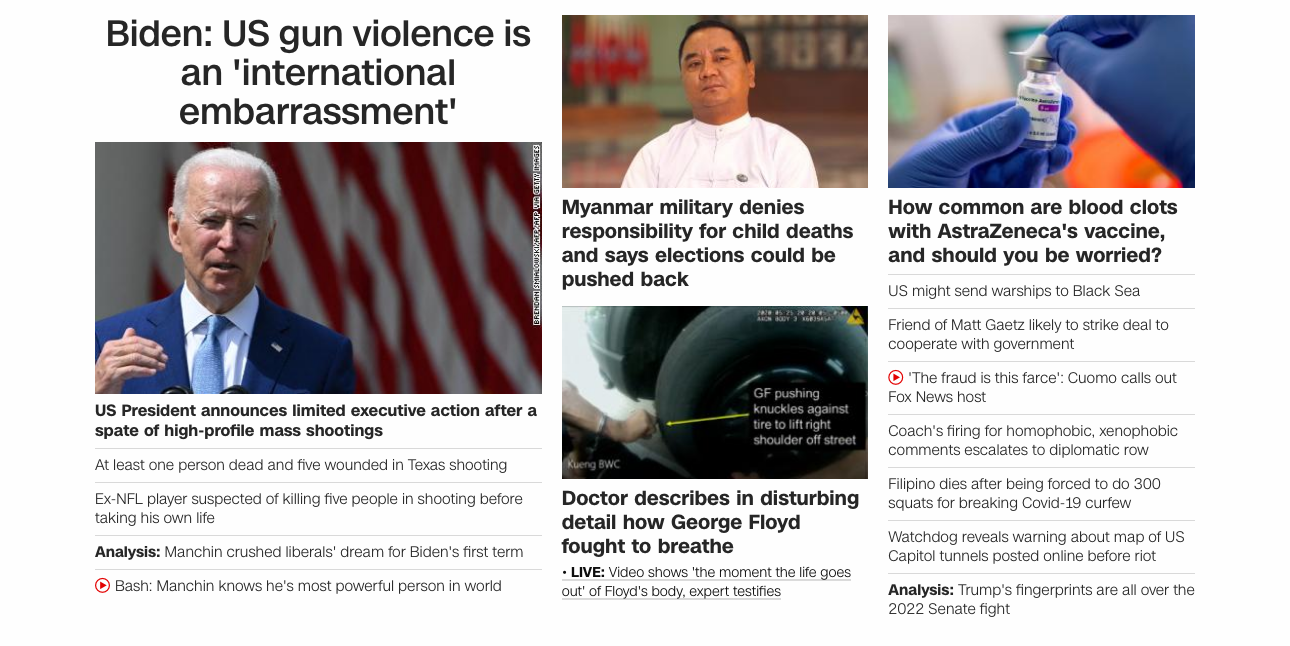 Biden: US gun violence is
an 'international
embarrassment'
BRENDAN SMIALOWSKI/AFP/AFP VIA GETTY IMAGES
US President announces limited executive action after a
spate of high-profile mass shootings
At least one person dead and five wounded in Texas shooting
Ex-NFL player suspected of killing five people in shooting before
taking his own life
Analysis: Manchin crushed liberals' dream for Biden's first term
Bash: Manchin knows he's most powerful person in world
Myanmar military denies
responsibility for child deaths
and says elections could be
pushed back
GF pushing
knuckles against
tire to lift right
shoulder off street
Kueng BWC
Doctor describes in disturbing
detail how George Floyd
fought to breathe
• LIVE: Video shows 'the moment the life goes
out' of Floyd's body, expert testifies
How common are blood clots
with AstraZeneca's vaccine,
and should you be worried?
US might send warships to Black Sea
Friend of Matt Gaetz likely to strike deal to
cooperate with government
'The fraud is this farce': Cuomo calls out
Fox News host
Coach's firing for homophobic, xenophobic
comments escalates to diplomatic row
Filipino dies after being forced to do 300
squats for breaking Covid-19 curfew
Watchdog reveals warning about map of US
Capitol tunnels posted online before riot
Analysis: Trump's fingerprints are all over the
2022 Senate fight